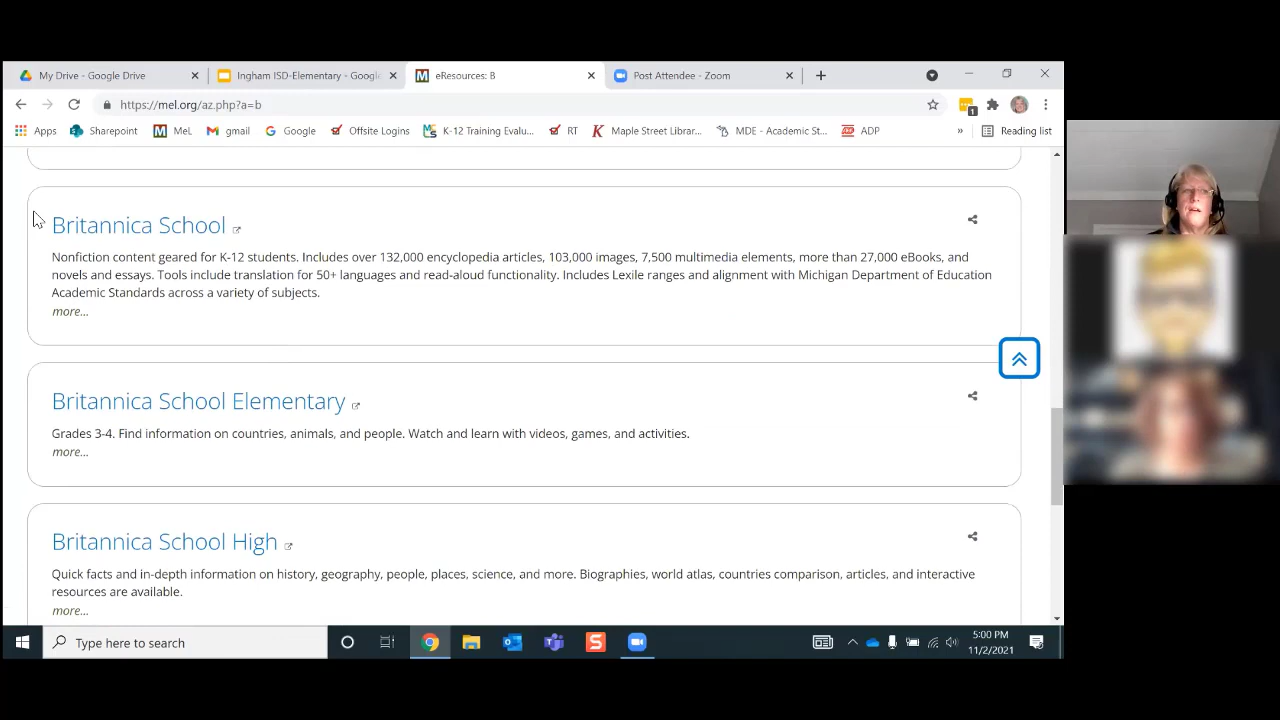 My Drive - Google Drive
Ingham ISD-Elementary - Google
eResources: B
Post Attendee - Zoom
https://mel.org/az.php?a=b
1
Apps
Sharepoint
MeL
gmail
Google
Offsite Logins
K-12 Training Evalu...
RT
Maple Street Librar...
MDE - Academic St...
ADP
»
Reading list
Britannica School
Nonfiction content geared for K-12 students. Includes over 132,000 encyclopedia articles, 103,000 images, 7,500 multimedia elements, more than 27,000 eBooks, and
novels and essays. Tools include translation for 50+ languages and read-aloud functionality. Includes Lexile ranges and alignment with Michigan Department of Education
Academic Standards across a variety of subjects.
more...
Britannica School Elementary
Grades 3-4. Find information on countries, animals, and people. Watch and learn with videos, games, and activities.
more...
Britannica School High
Quick facts and in-depth information on history, geography, people, places, science, and more. Biographies, world atlas, countries comparison, articles, and interactive
resources are available.
more...
Type here to search
5:00 PM
11/2/2021